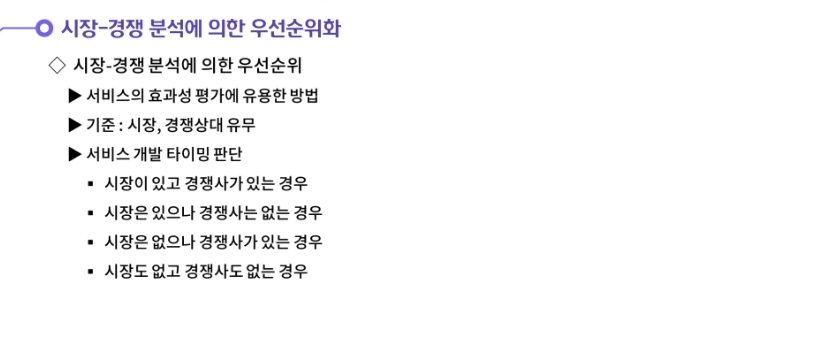 시장-경쟁 분석에 의한 우선순위화
◇ 시장-경쟁 분석에 의한 우선순위
▶ 서비스의 효과성 평가에 유용한 방법
▶ 기준 : 시장, 경쟁상대 유무
▶ 서비스 개발 타이밍 판단
▪ 시장이 있고 경쟁사가 있는 경우
▪ 시장은 있으나 경쟁사는 없는 경우
▪ 시장은 없으나 경쟁사가 있는 경우
▪ 시장도 없고 경쟁사도 없는 경우